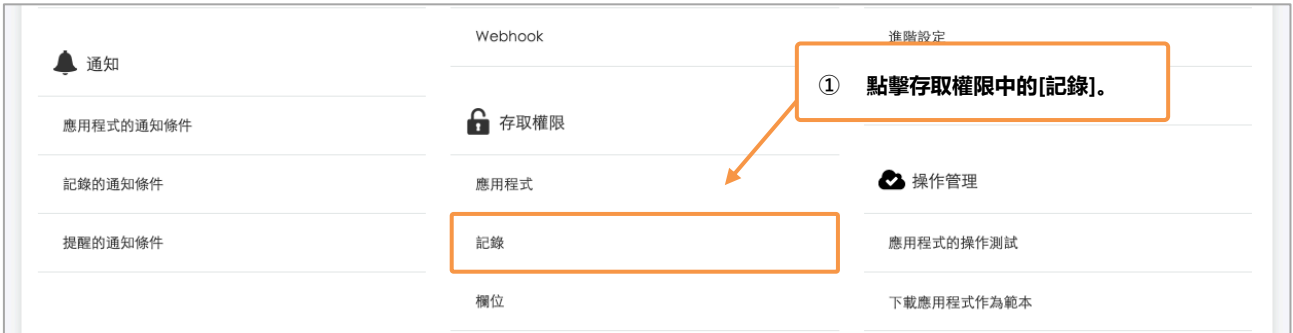 通知
應用程式的通知條件
記錄的通知條件
提醒的通知條件
Webhook
存取權限
應用程式
記錄
欄位
進階設定
① 點擊存取權限中的[記錄]。
操作管理
應用程式的操作測試
下載應用程式作為範本